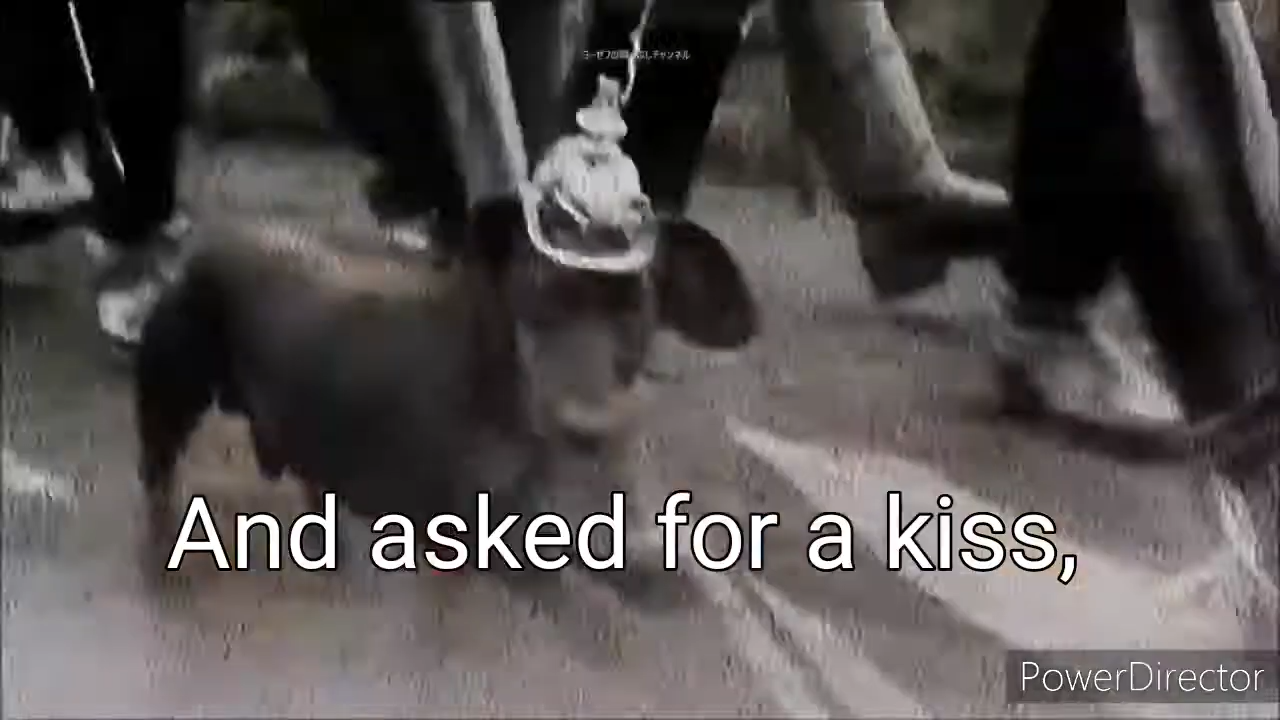 And asked for a kiss,
PowerDirector